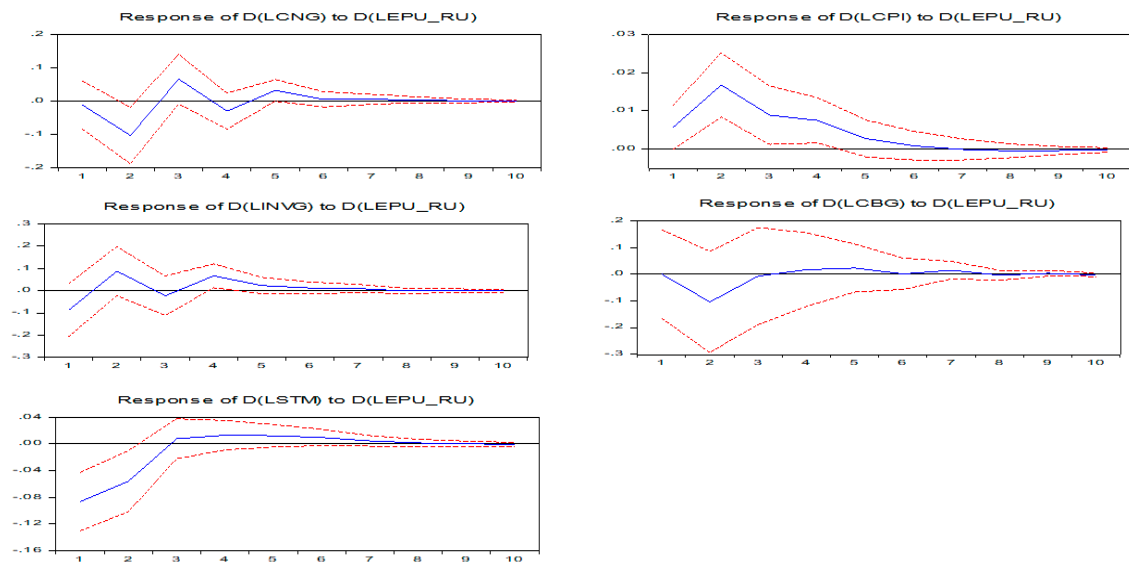 Response of D(LCNG) to D(LEPU_RU)
.2
.1
.0
-.1
-.2
1 2 3 4 5 6 7 8 9 10
Response of D(LCPI) to D(LEPU_RU)
.03
.02
.01
.00
1 2 3 4 5 6 7 8 9 10
Response of D(LINVG) to D(LEPU_RU)
.3
.2
.1
.0
-.1
-.2
-.3
1 2 3 4 5 6 7 8 9 10
Response of D(LCBG) to D(LEPU_RU)
.2
.1
.0
-.1
-.2
-.3
1 2 3 4 5 6 7 8 9 10
Response of D(LSTM) to D(LEPU_RU)
.04
.00
-.04
-.08
-.12
-.16
1 2 3 4 5 6 7 8 9 10